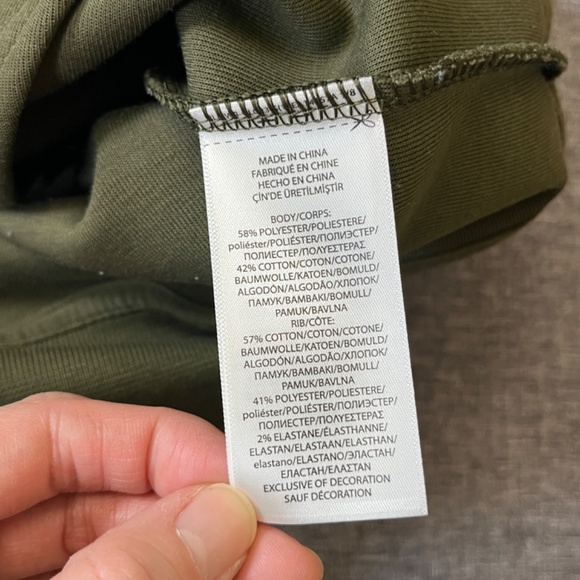 MADE IN CHINA
FABRIQUÉ EN CHINE
HECHO EN CHINA
ÇİN'DE ÜRETİLMİŞTİR
BODY/CORPS:
58% POLYESTER/POLIESTERE/
poliéster/POLIÉSTER/ПОЛИЭСТЕР/
ПОЛИЕСТЕР/ΠΟΛΥΕΣΤΕΡΑΣ
42% COTTON/COTON/COTONE/
BAUMWOLLE/KATOEN/BOMULD/
ALGODÓN/ALGODÃO/ХЛОПОК/
ПАМУК/ΒΑΜΒΑΚΙ/BOMULL/
PAMUK/BAVLNA
RIB/CÔTE:
57% COTTON/COTON/COTONE/
BAUMWOLLE/KATOEN/BOMULD/
ALGODÓN/ALGODÃO/ХЛОПОК/
ПАМУК/ΒΑΜΒΑΚΙ/BOMULL/
PAMUK/BAVLNA
41% POLYESTER/POLIESTERE/
poliéster/POLIÉSTER/ПОЛИЭСТЕР/
ПОЛИЕСТЕР/ΠΟΛΥΕΣΤΕΡΑΣ
2% ELASTANE/ÉLASTHANNE/
ELASTAN/ELASTAAN/ELASTHAN/
elastano/ELASTANO/ЭЛАСТАН/
ЕЛАСТАН/ΕΛΑΣΤΑΝ
EXCLUSIVE OF DECORATION
SAUF DÉCORATION